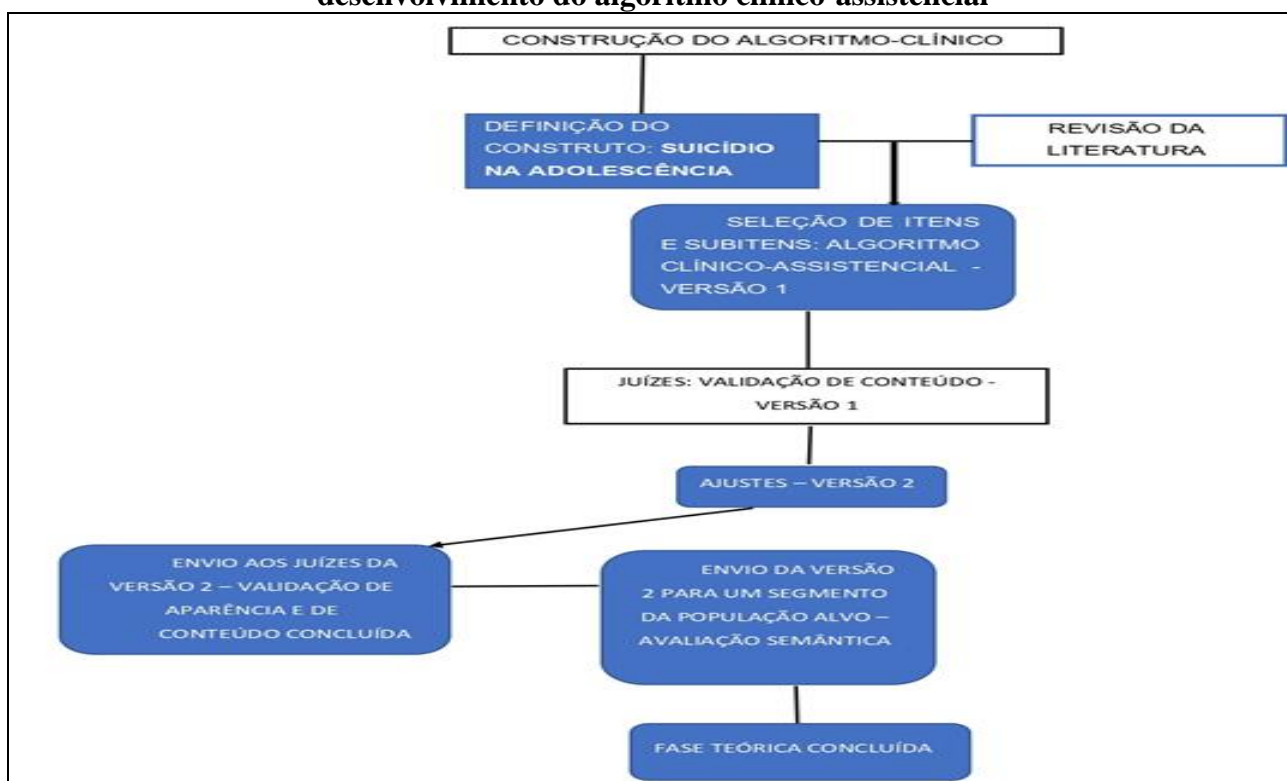 desenvolvimento do algoritmo clínico-assistencial
CONSTRUÇÃO DO ALGORITMO-CLÍNICO
DEFINIÇÃO DO
CONSTRUTO: SUICÍDIO
NA ADOLESCÊNCIA
REVISÃO DA
LITERATURA
SELEÇÃO DE ITENS
E SUBITENS: ALGORITMO
CLÍNICO-ASSISTENCIAL -
VERSÃO 1
JUÍZES: VALIDAÇÃO DE CONTEÚDO -
VERSÃO 1
AJUSTES – VERSÃO 2
ENVIO AOS JUÍZES DA
VERSÃO 2 – VALIDAÇÃO DE
APARÊNCIA E DE
CONTEÚDO CONCLUÍDA
ENVIO DA VERSÃO
2 PARA UM SEGMENTO
DA POPULAÇÃO ALVO –
AVALIAÇÃO SEMÂNTICA
FASE TEÓRICA CONCLUÍDA